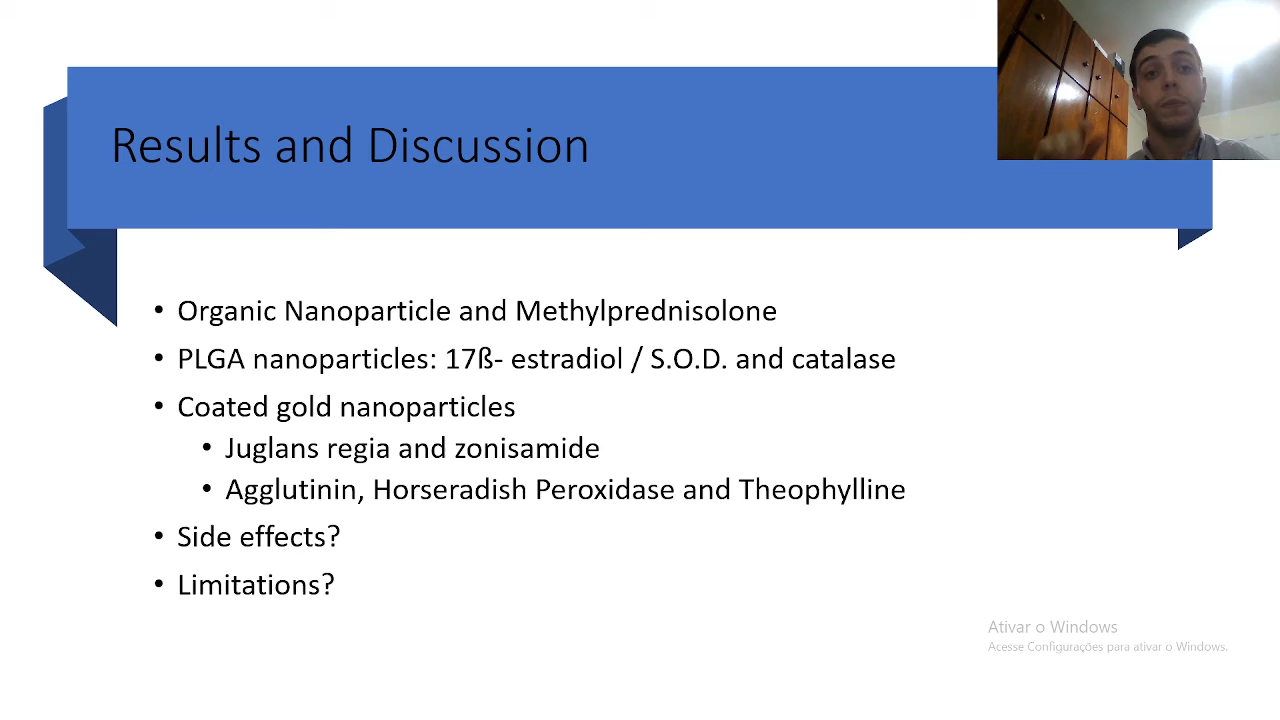 Results and Discussion
• Organic Nanoparticle and Methylprednisolone
• PLGA nanoparticles: 17ß- estradiol / S.O.D. and catalase
• Coated gold nanoparticles
• Juglans regia and zonisamide
• Agglutinin, Horseradish Peroxidase and Theophylline
• Side effects?
• Limitations?
Ativar o Windows
Acesse Configurações para ativar o Windows.